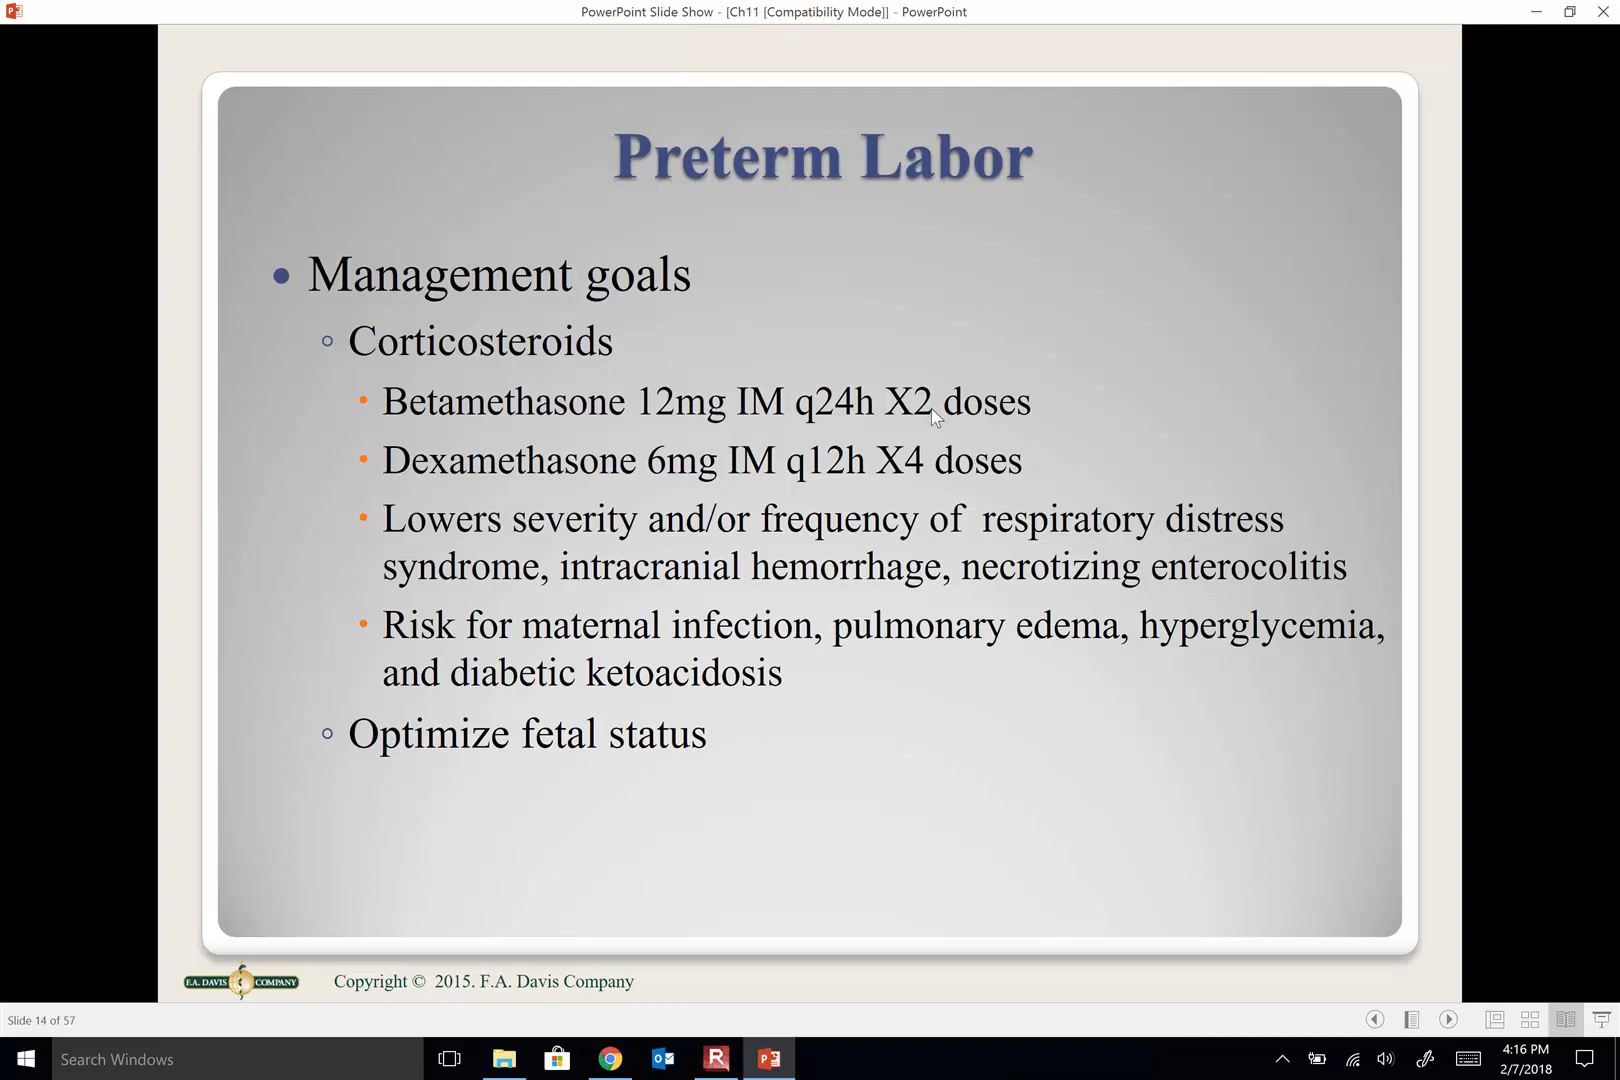 PowerPoint Slide Show - [Ch11 [Compatibility Mode]] - PowerPoint
Preterm Labor
Management goals
Corticosteroids
Betamethasone 12mg IM q24h X2 doses
Dexamethasone 6mg IM q12h X4 doses
Lowers severity and/or frequency of respiratory distress
syndrome, intracranial hemorrhage, necrotizing enterocolitis
Risk for maternal infection, pulmonary edema, hyperglycemia,
and diabetic ketoacidosis
Optimize fetal status
F.A. DAVIS COMPANY
Copyright © 2015. F.A. Davis Company
Slide 14 of 57
Search Windows
4:16 PM
2/7/2018